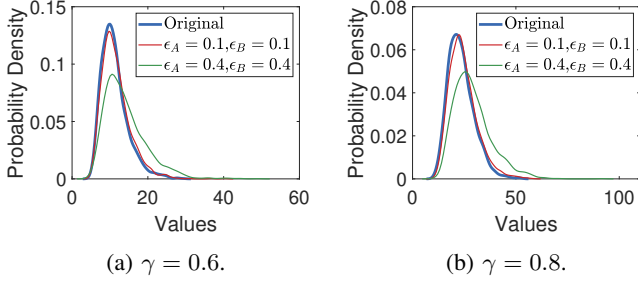 0.15
0.1
0.05
0
Probability Density
0 20 40 60
Values
Original
ϵ_A = 0.1,ϵ_B = 0.1
ϵ_A = 0.4,ϵ_B = 0.4
(a) γ = 0.6.
0.08
0.06
0.04
0.02
0
Probability Density
0 50 100
Values
Original
ϵ_A = 0.1,ϵ_B = 0.1
ϵ_A = 0.4,ϵ_B = 0.4
(b) γ = 0.8.